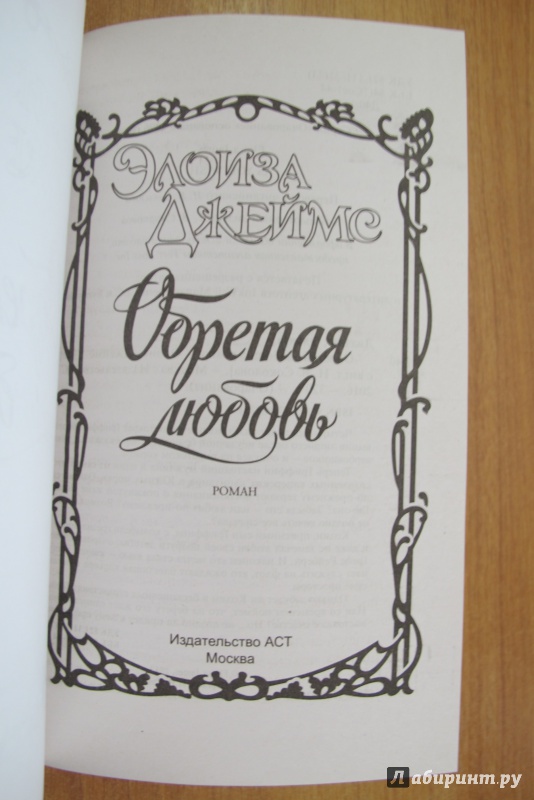 ЭЛОИЗА
ДЖЕЙМС
Обретая
любовь
РОМАН
Издательство АСТ
Москва
Лабиринт.ру